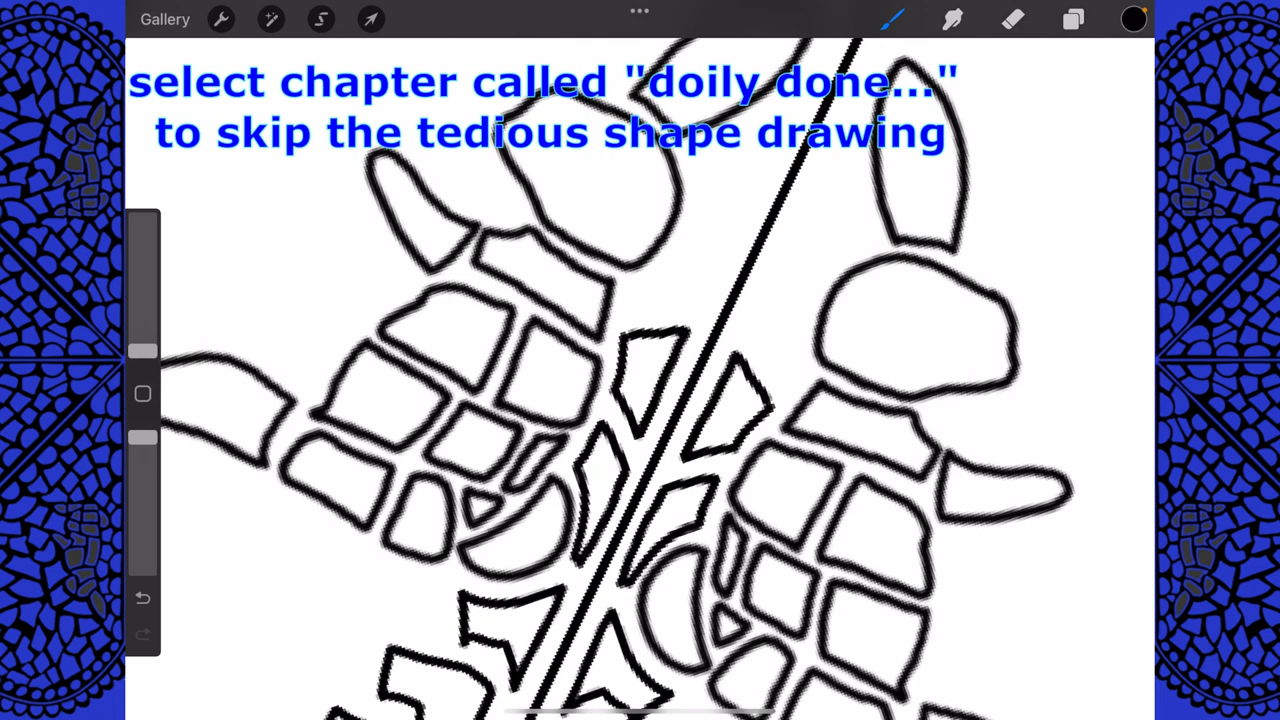 Gallery
select chapter called "doily done..."
to skip the tedious shape drawing